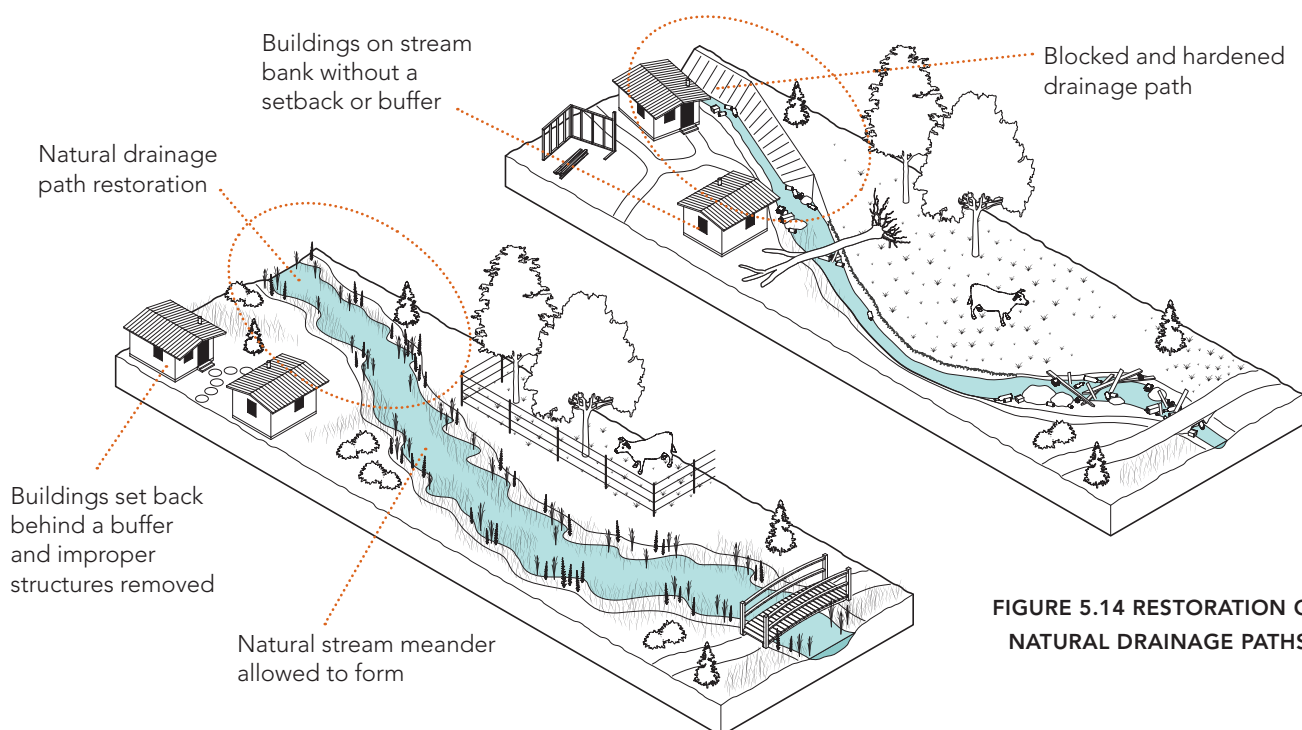 Buildings on stream
bank without a
setback or buffer
Blocked and hardened
drainage path
Natural drainage
path restoration
Buildings set back
behind a buffer
and improper
structures removed
Natural stream meander
allowed to form
FIGURE 5.14 RESTORATION
NATURAL DRAINAGE PATHS